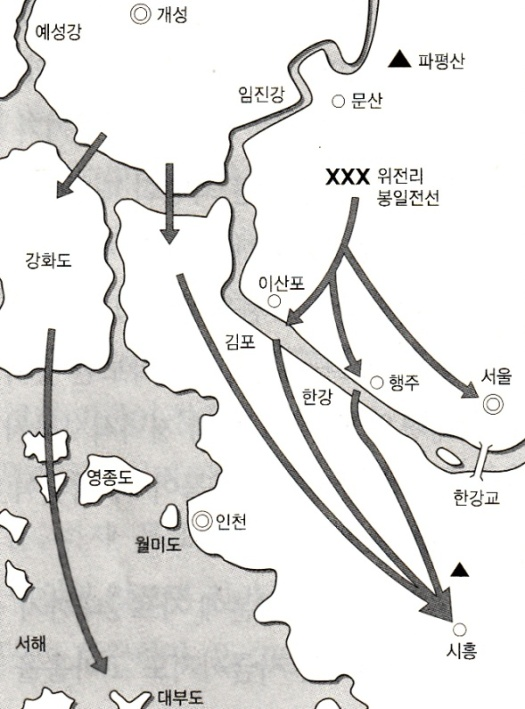 개성
예성강
파평산
임진강
문산
XXX 위전리
봉일전선
강화도
이산포
김포
행주
서울
한강
한강교
영종도
인천
월미도
시흥
서해
대부도